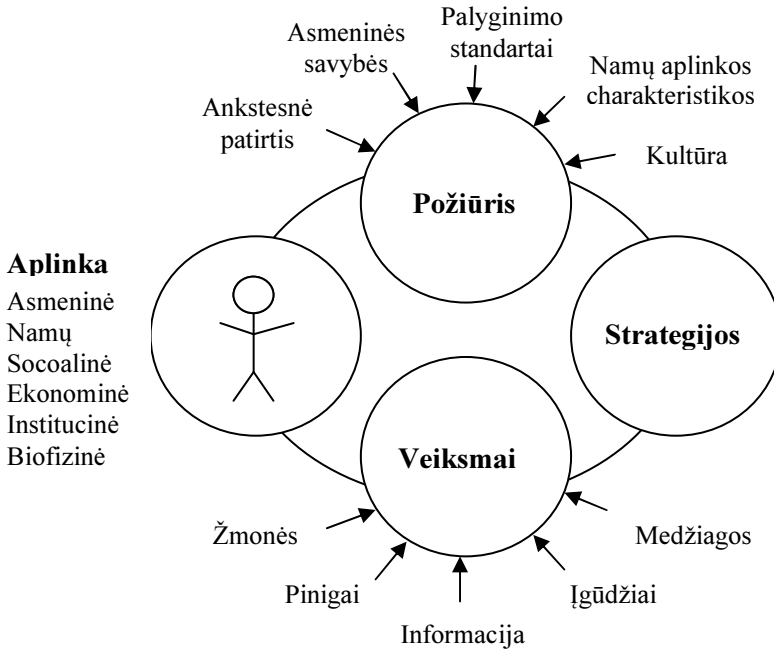 Palyginimo
standartai
Asmeninės
savybės
Namų aplinkos
charakteristikos
Ankstesnė
patirtis
Kultūra
Požiūris
Aplinka
Asmeninė
Namų
Socoalinė
Ekonominė
Institucinė
Biofizinė
Strategijos
Veiksmai
Žmonės
Medžiagos
Pinigai
Įgūdžiai
Informacija